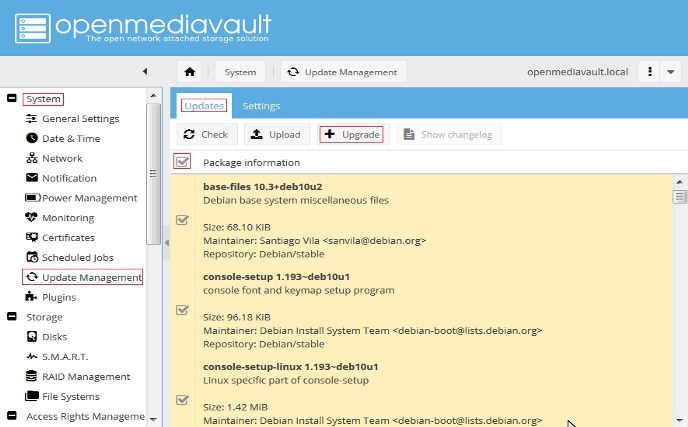 openmediavault
The open network attached storage solution
System
Update Management
openmediavault.local
System
General Settings
Date & Time
Network
Notification
Power Management
Monitoring
Certificates
Scheduled Jobs
Update Management
Plugins
Storage
Disks
S.M.A.R.T.
RAID Management
File Systems
Access Rights Manageme
Updates
Settings
Check
Upload
Upgrade
Show changelog
Package information
base-files 10.3+deb10u2
Debian base system miscellaneous files
Size: 68.10 KiB
Maintainer: Santiago Vila <sanvila@debian.org>
Repository: Debian/stable
console-setup 1.193~deb10u1
console font and keymap setup program
Size: 96.18 KiB
Maintainer: Debian Install System Team <debian-boot@lists.debian.org>
Repository: Debian/stable
console-setup-linux 1.193~deb10u1
Linux specific part of console-setup
Size: 1.42 MiB
Maintainer: Debian Install System Team <debian-boot@lists.debian.org>